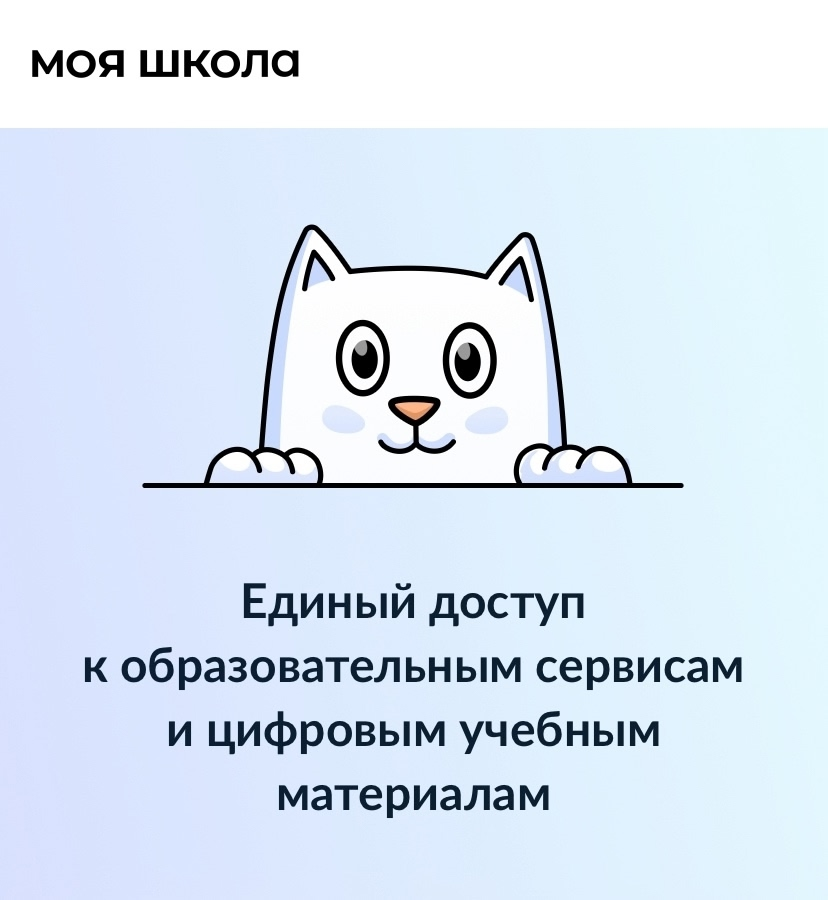 моя школа
Единый доступ
к образовательным сервисам
и цифровым учебным
материалам